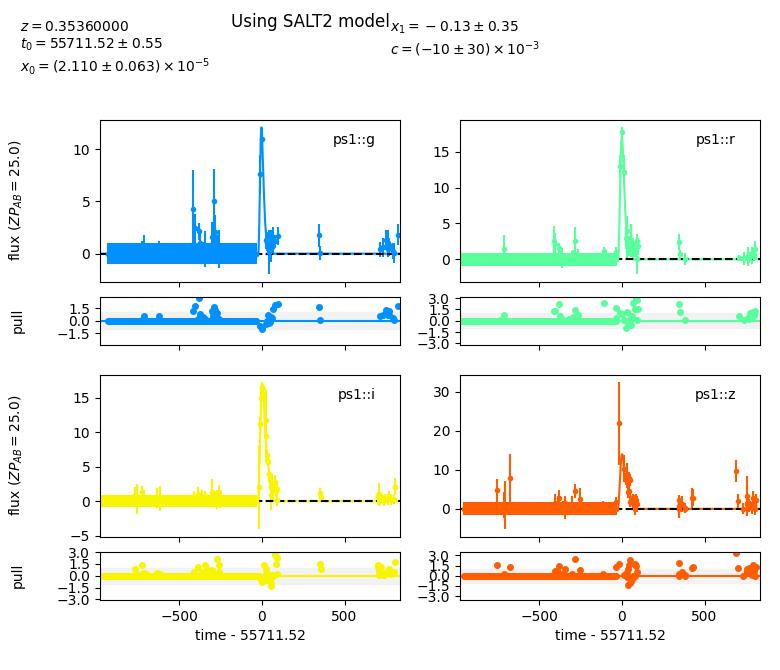 Using SALT2 model
z = 0.35360000
t₀ = 55711.52 ± 0.55
x₀ = (2.110 ± 0.063) × 10⁻⁵
x₁ = −0.13 ± 0.35
c = (−10 ± 30) × 10⁻³
flux (ZP_AB = 25.0)
10
5
0
ps1::g
15
10
5
0
ps1::r
pull
1.5
0.0
−1.5
3.0
1.5
0.0
−1.5
−3.0
flux (ZP_AB = 25.0)
15
10
5
0
−5
ps1::i
30
20
10
0
ps1::z
pull
3.0
1.5
0.0
−1.5
−3.0
3.0
1.5
0.0
−1.5
−3.0
−500 0 500
−500 0 500
time - 55711.52
time - 55711.52